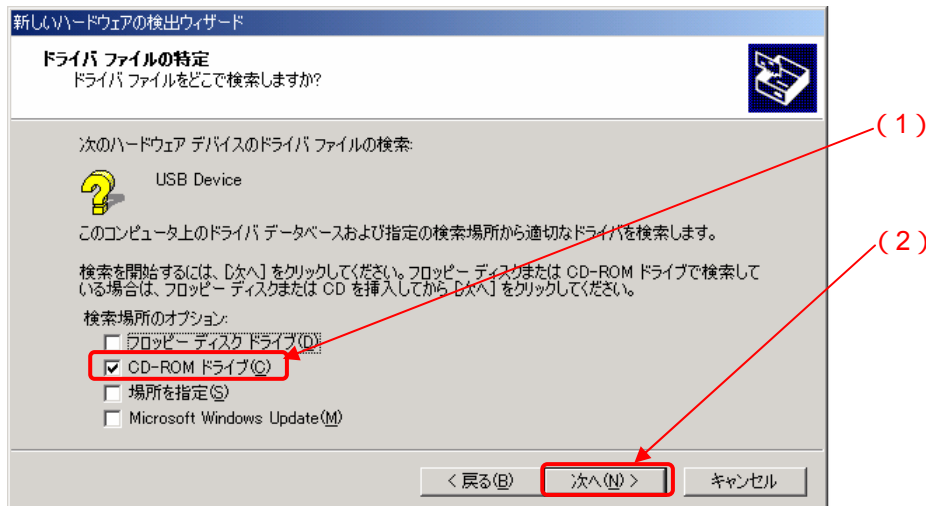 新しいハードウェアの検出ウィザード
ドライバ ファイルの特定
ドライバ ファイルをどこで検索しますか?
(1)
次のハードウェア デバイスのドライバ ファイルの検索:
USB Device
このコンピュータ上のドライバ データベースおよび指定の検索場所から適切なドライバを検索します。
(2)
検索を開始するには、[次へ] をクリックしてください。フロッピー ディスクまたは CD-ROM ドライブで検索して
いる場合は、フロッピー ディスクまたは CD を挿入してから [次へ] をクリックしてください。
検索場所のオプション:
フロッピー ディスク ドライブ(D)
CD-ROM ドライブ(C)
場所を指定(S)
Microsoft Windows Update(M)
< 戻る(B) 次へ(N) > キャンセル